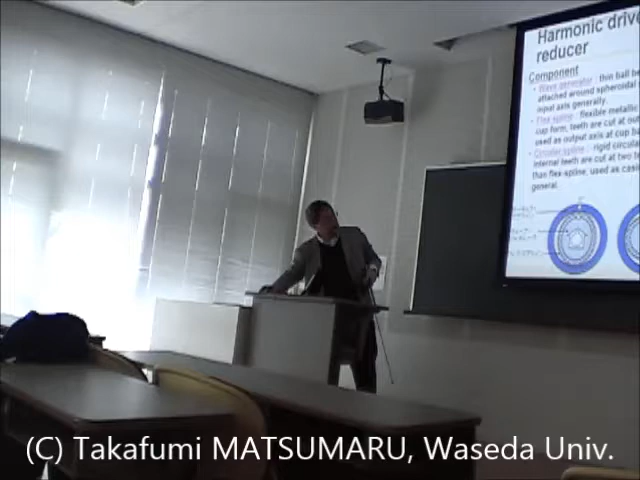 Harmonic drive
reducer
Component
• Wave generator : thin ball be
attached around spheroidal
input axis generally.
• Flex spline : flexible metallic
cup form, teeth are cut at out
used as output axis at cup b
• Circular spline : rigid circula
internal teeth are cut at two t
than flex-spline, used as casi
general.
(C) Takafumi MATSUMARU, Waseda Univ.